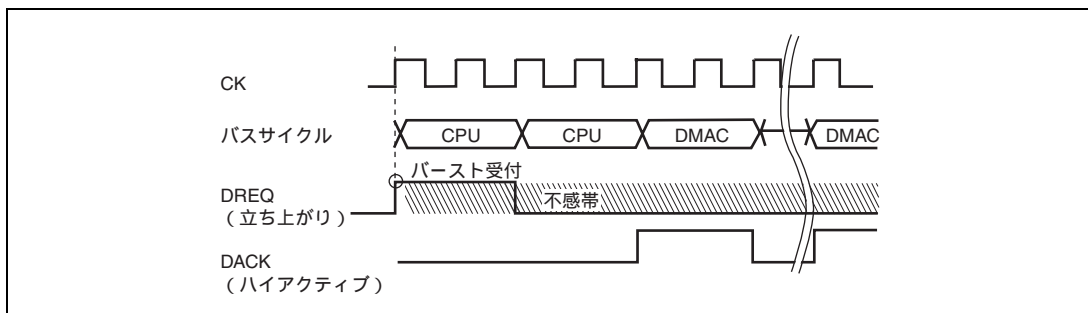 CK
バスサイクル CPU CPU DMAC DMAC
バースト受付
DREQ 不感帯
（立ち上がり）
DACK
（ハイアクティブ）